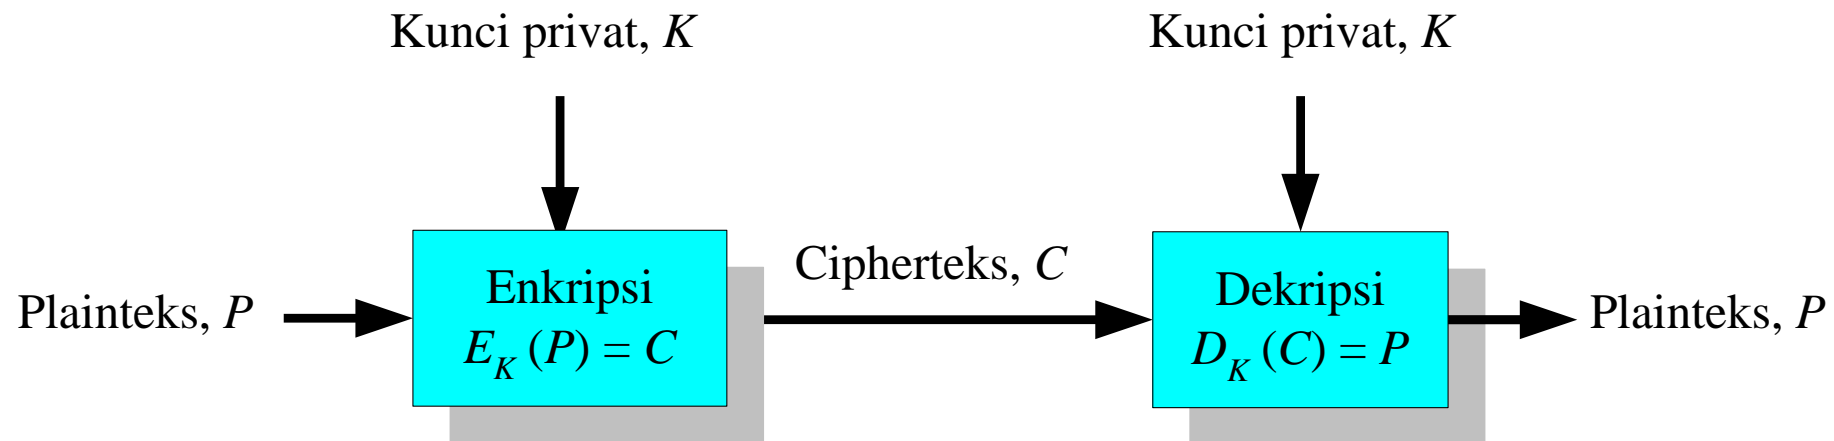 Kunci privat, K
Kunci privat, K
Plainteks, P
Enkripsi
E_K (P) = C
Cipherteks, C
Dekripsi
D_K (C) = P
Plainteks, P